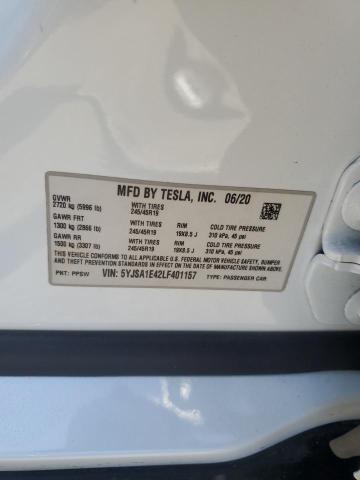 MFD BY TESLA, INC. 06/20
GVWR
2720 kg (5996 lb) WITH TIRES 245/45R19
GAWR FRT
1300 kg (2866 lb) WITH TIRES 245/45R19 RIM 19X8.5 J COLD TIRE PRESSURE 310 kPa, 45 psi
GAWR RR
1500 kg (3307 lb) WITH TIRES 245/45R19 RIM 19X8.5 J COLD TIRE PRESSURE 310 kPa, 45 psi
THIS VEHICLE CONFORMS TO ALL APPLICABLE U.S. FEDERAL MOTOR VEHICLE SAFETY, BUMPER,
AND THEFT PREVENTION STANDARDS IN EFFECT ON THE DATE OF MANUFACTURE SHOWN ABOVE.
PNT: PPSW VIN: 5YJSA1E42LF401157 TYPE: PASSENGER CAR